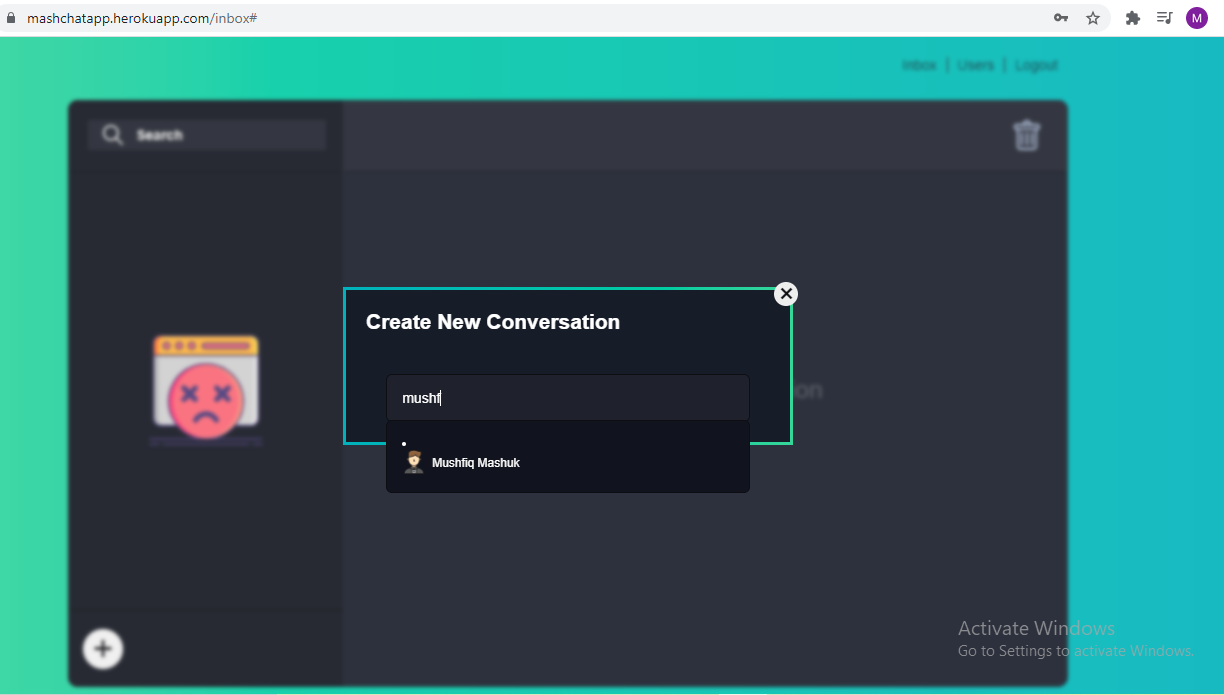 mashchatapp.herokuapp.com/inbox#
M
Inbox | Users | Logout
Search
Create New Conversation
mushf
Mushfiq Mashuk
Activate Windows
Go to Settings to activate Windows.